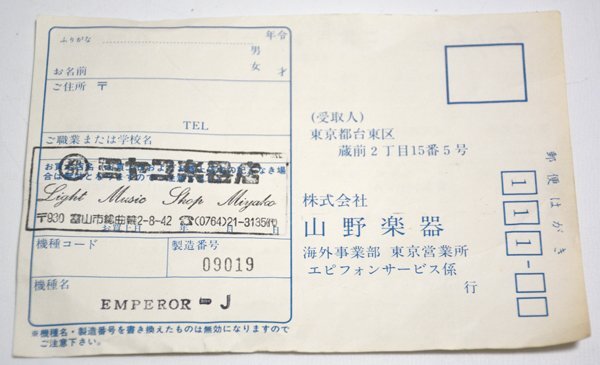 ふりがな
年令
男
女
才
お名前
ご住所 〒
TEL
ご職業または学校名
ミヤコ楽器店
Light Music Shop Miyako
〒930 富山市総曲輪2-8-42 ☎(0764)21-3135㈹
お買上日 年 月 日
機種コード
製造番号
09019
機種名
EMPEROR-J
※機種名・製造番号を書き換えたものは無効になりますので
ご注意下さい。
(受取人)
東京都台東区
蔵前2丁目15番5号
株式会社
山野楽器
海外事業部 東京営業所
エピフォンサービス係
行
郵便はがき
111-